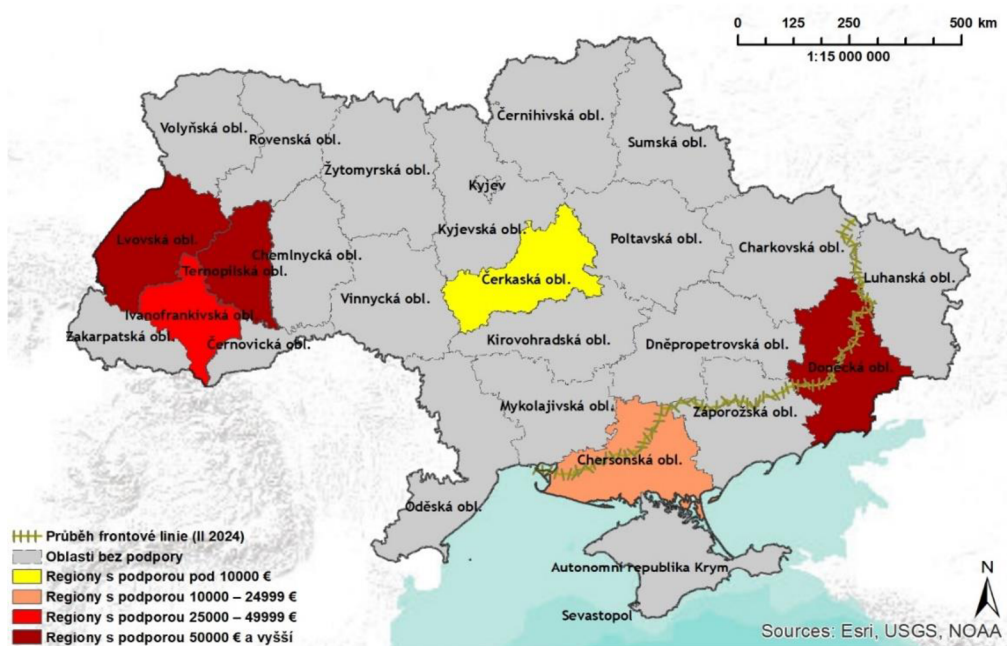 0 125 250 500 km
1:15 000 000
Volyňská obl.
Rovenská obl.
Černihivská obl.
Sumská obl.
Žytomyrská obl.
Kyjev
Kyjevská obl.
Poltavská obl.
Charkovská obl.
Lvovská obl.
Chemlnycká obl.
Ternopilská obl.
Čerkaská obl.
Luhanská obl.
Vinnycká obl.
Ivanofrankivská obl.
Zakarpatská obl.
Černovická obl.
Kirovohradská obl.
Dněpropetrovská obl.
Doněcká obl.
Mykolajivská obl.
Záporožská obl.
Chersonská obl.
Oděská obl.
Autonomní republika Krym
Sevastopol
Průběh frontové linie (II 2024)
Oblasti bez podpory
Regiony s podporou pod 10000 €
Regiony s podporou 10000 – 24999 €
Regiony s podporou 25000 – 49999 €
Regiony s podporou 50000 € a vyšší
N
Sources: Esri, USGS, NOAA